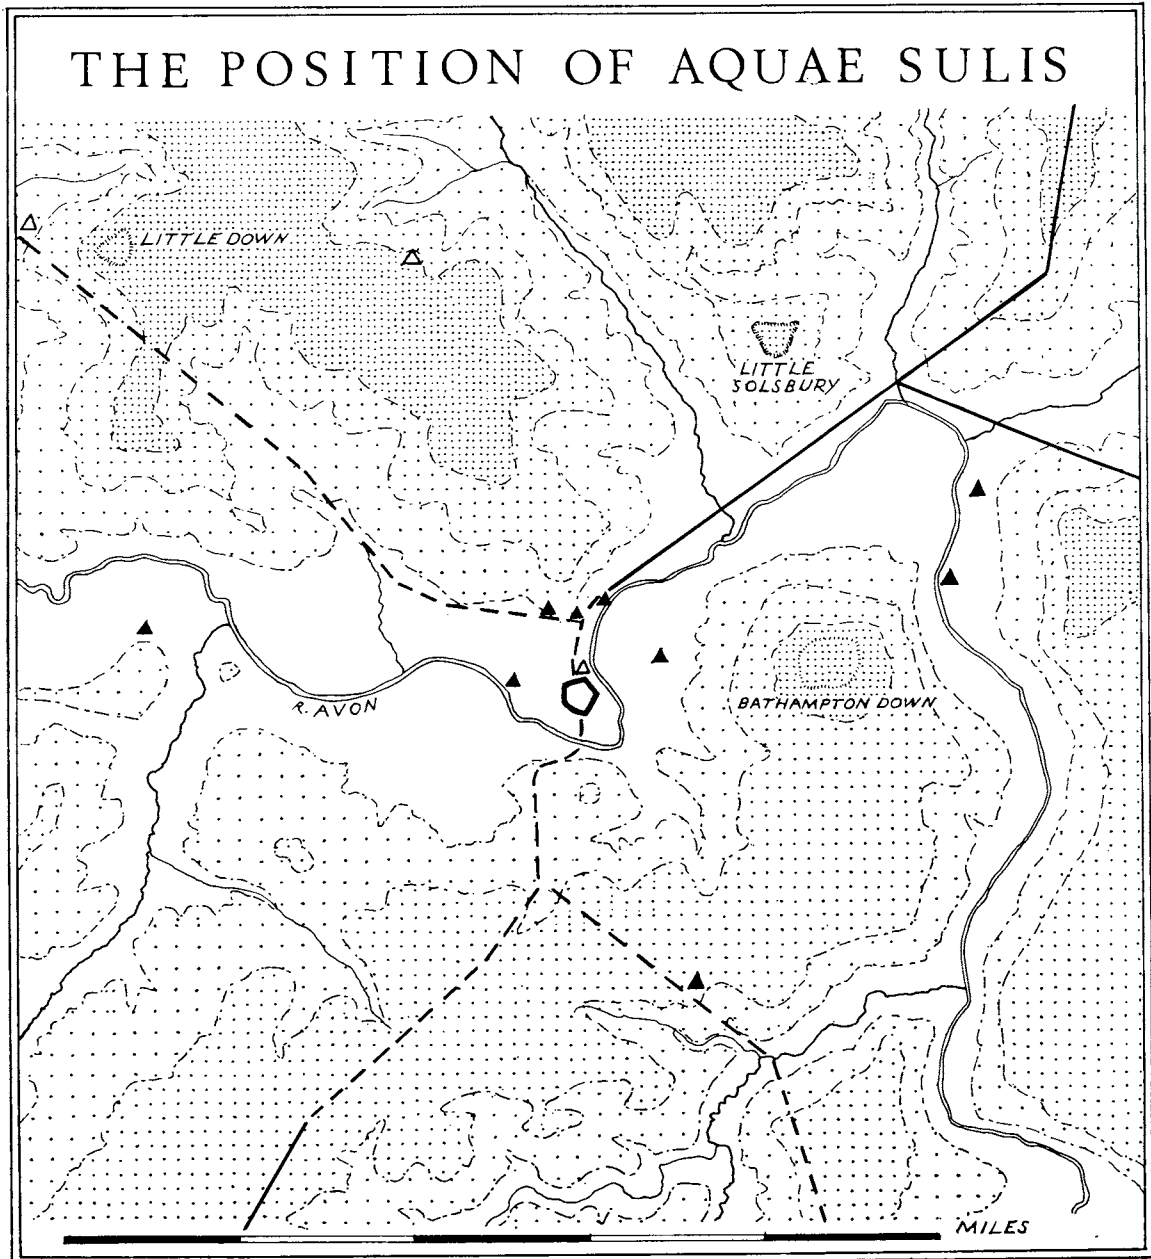 THE POSITION OF AQUAE SULIS
LITTLE DOWN
LITTLE
SOLSBURY
BATHAMPTON DOWN
R. AVON
MILES